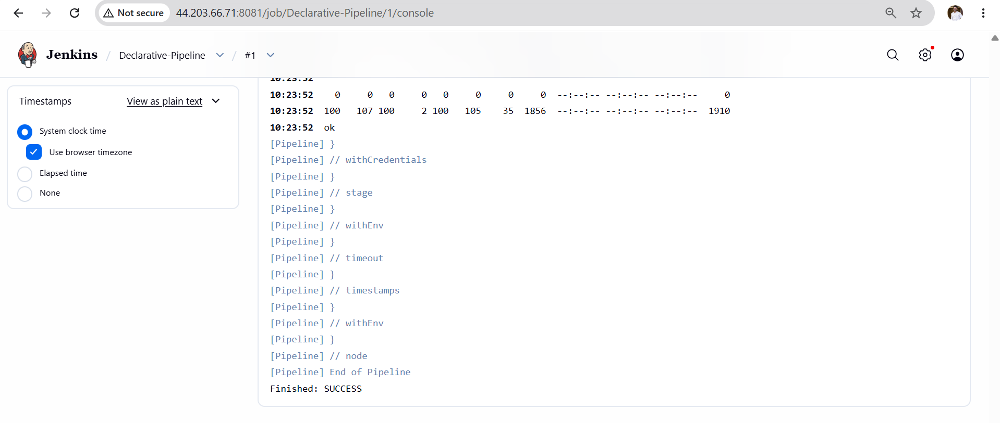 Not secure 44.203.66.71:8081/job/Declarative-Pipeline/1/console
Jenkins / Declarative-Pipeline / #1
Timestamps View as plain text
System clock time
Use browser timezone
Elapsed time
None
10:23:52
10:23:52 0 0 0 0 0 0 0 0 --:--:-- --:--:-- --:--:-- 0
10:23:52 100 107 100 2 100 105 35 1856 --:--:-- --:--:-- --:--:-- 1910
10:23:52 ok
[Pipeline] }
[Pipeline] // withCredentials
[Pipeline] }
[Pipeline] // stage
[Pipeline] }
[Pipeline] // withEnv
[Pipeline] }
[Pipeline] // timeout
[Pipeline] }
[Pipeline] // timestamps
[Pipeline] }
[Pipeline] // withEnv
[Pipeline] }
[Pipeline] // node
[Pipeline] End of Pipeline
Finished: SUCCESS